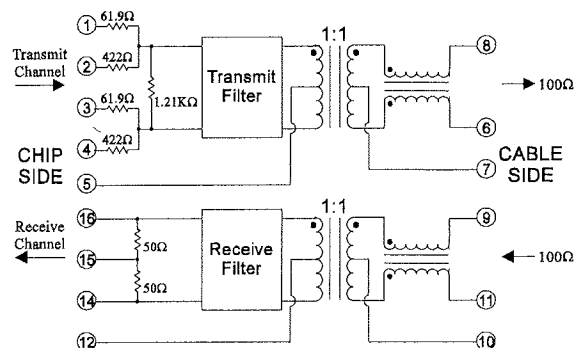 1 61.9Ω
1:1
8
Transmit Channel
2 422Ω
1.21KΩ
Transmit Filter
100Ω
3 61.9Ω
6
4 422Ω
7
CHIP SIDE
CABLE SIDE
5
16
1:1
9
Receive Channel
50Ω
15
Receive Filter
100Ω
50Ω
14
11
12
10